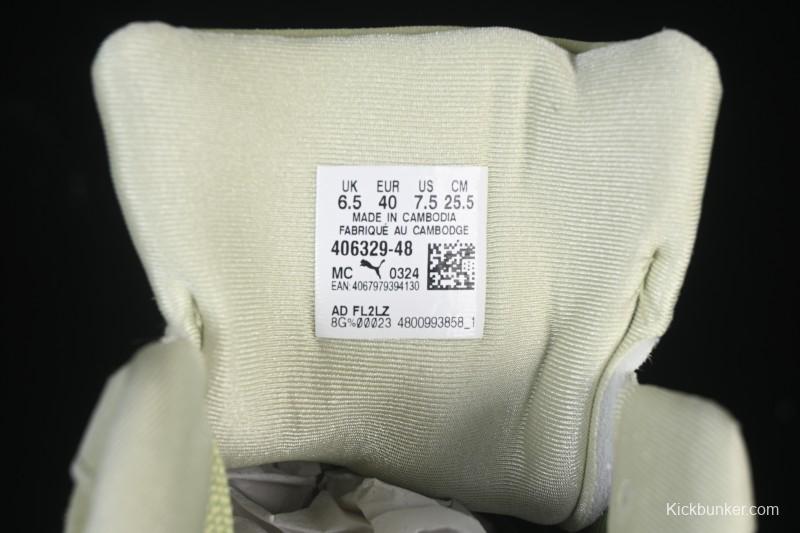 UK EUR US CM
6.5 40 7.5 25.5
MADE IN CAMBODIA
FABRIQUÉ AU CAMBODGE
406329-48
MC 0324
EAN: 4067979394130
AD FL2LZ
8G%00023 4800993858_1
Kickbunker.com